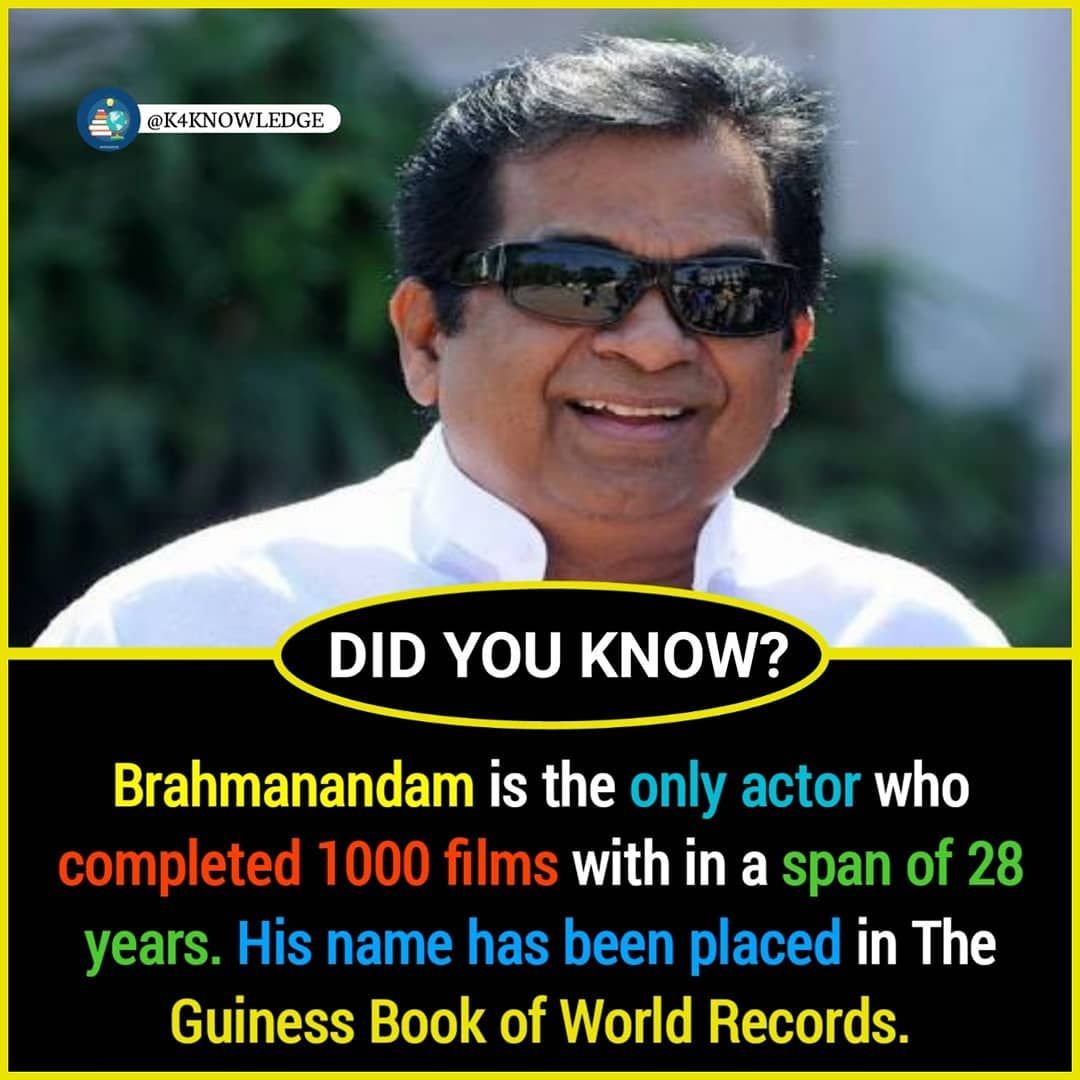 @K4KNOWLEDGE
DID YOU KNOW?
Brahmanandam is the only actor who
completed 1000 films with in a span of 28
years. His name has been placed in The
Guiness Book of World Records.